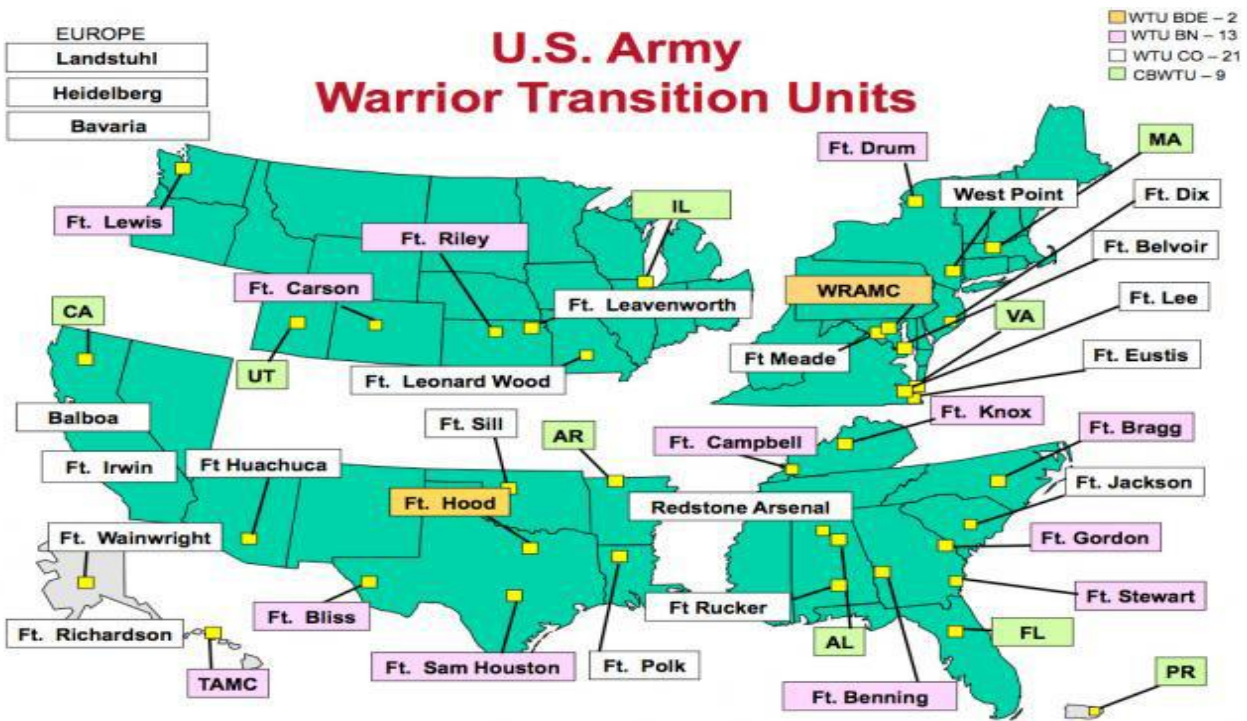 U.S. Army
Warrior Transition Units
EUROPE
Landstuhl
Heidelberg
Bavaria
WTU BDE – 2
WTU BN – 13
WTU CO – 21
CBWTU – 9
Ft. Drum
MA
West Point
Ft. Dix
Ft. Lewis
IL
Ft. Riley
Ft. Belvoir
Ft. Carson
WRAMC
Ft. Lee
Ft. Leavenworth
CA
VA
Ft Meade
Ft. Eustis
UT
Ft. Leonard Wood
Ft. Knox
Balboa
Ft. Sill
AR
Ft. Campbell
Ft. Bragg
Ft. Irwin
Ft Huachuca
Ft. Jackson
Ft. Hood
Redstone Arsenal
Ft. Wainwright
Ft. Gordon
Ft. Stewart
Ft. Bliss
Ft Rucker
Ft. Richardson
AL
FL
Ft. Sam Houston
Ft. Polk
TAMC
Ft. Benning
PR